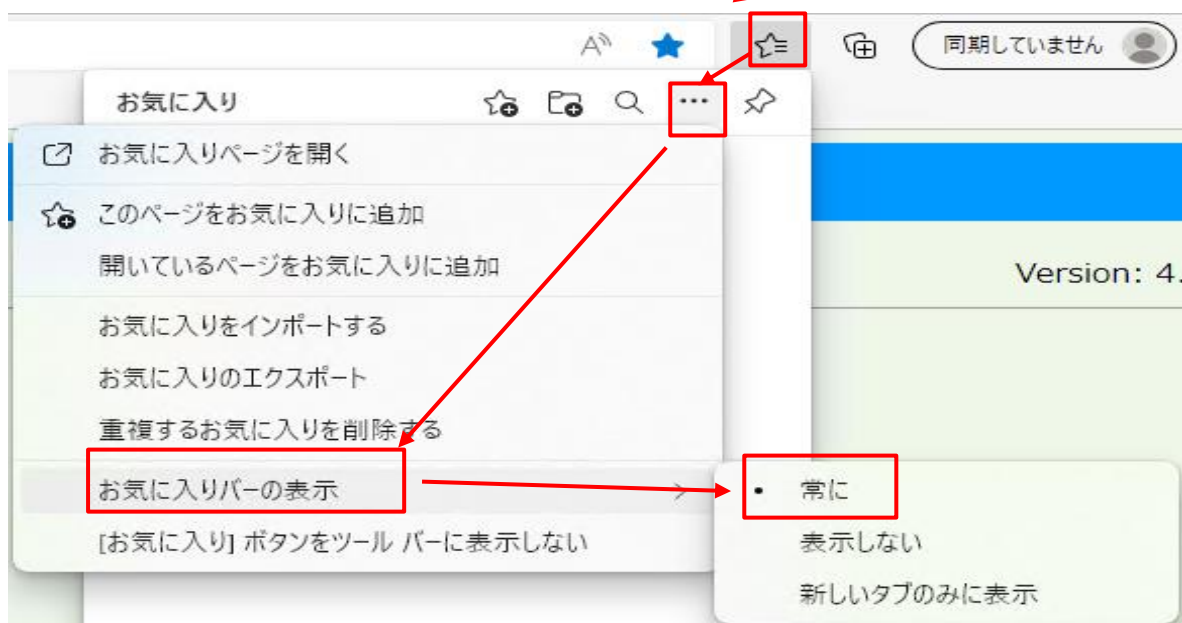 A
同期していません
お気に入り
お気に入りページを開く
このページをお気に入りに追加
開いているページをお気に入りに追加
Version: 4.
お気に入りをインポートする
お気に入りのエクスポート
重複するお気に入りを削除する
お気に入りバーの表示
常に
[お気に入り] ボタンをツール バーに表示しない
表示しない
新しいタブのみに表示